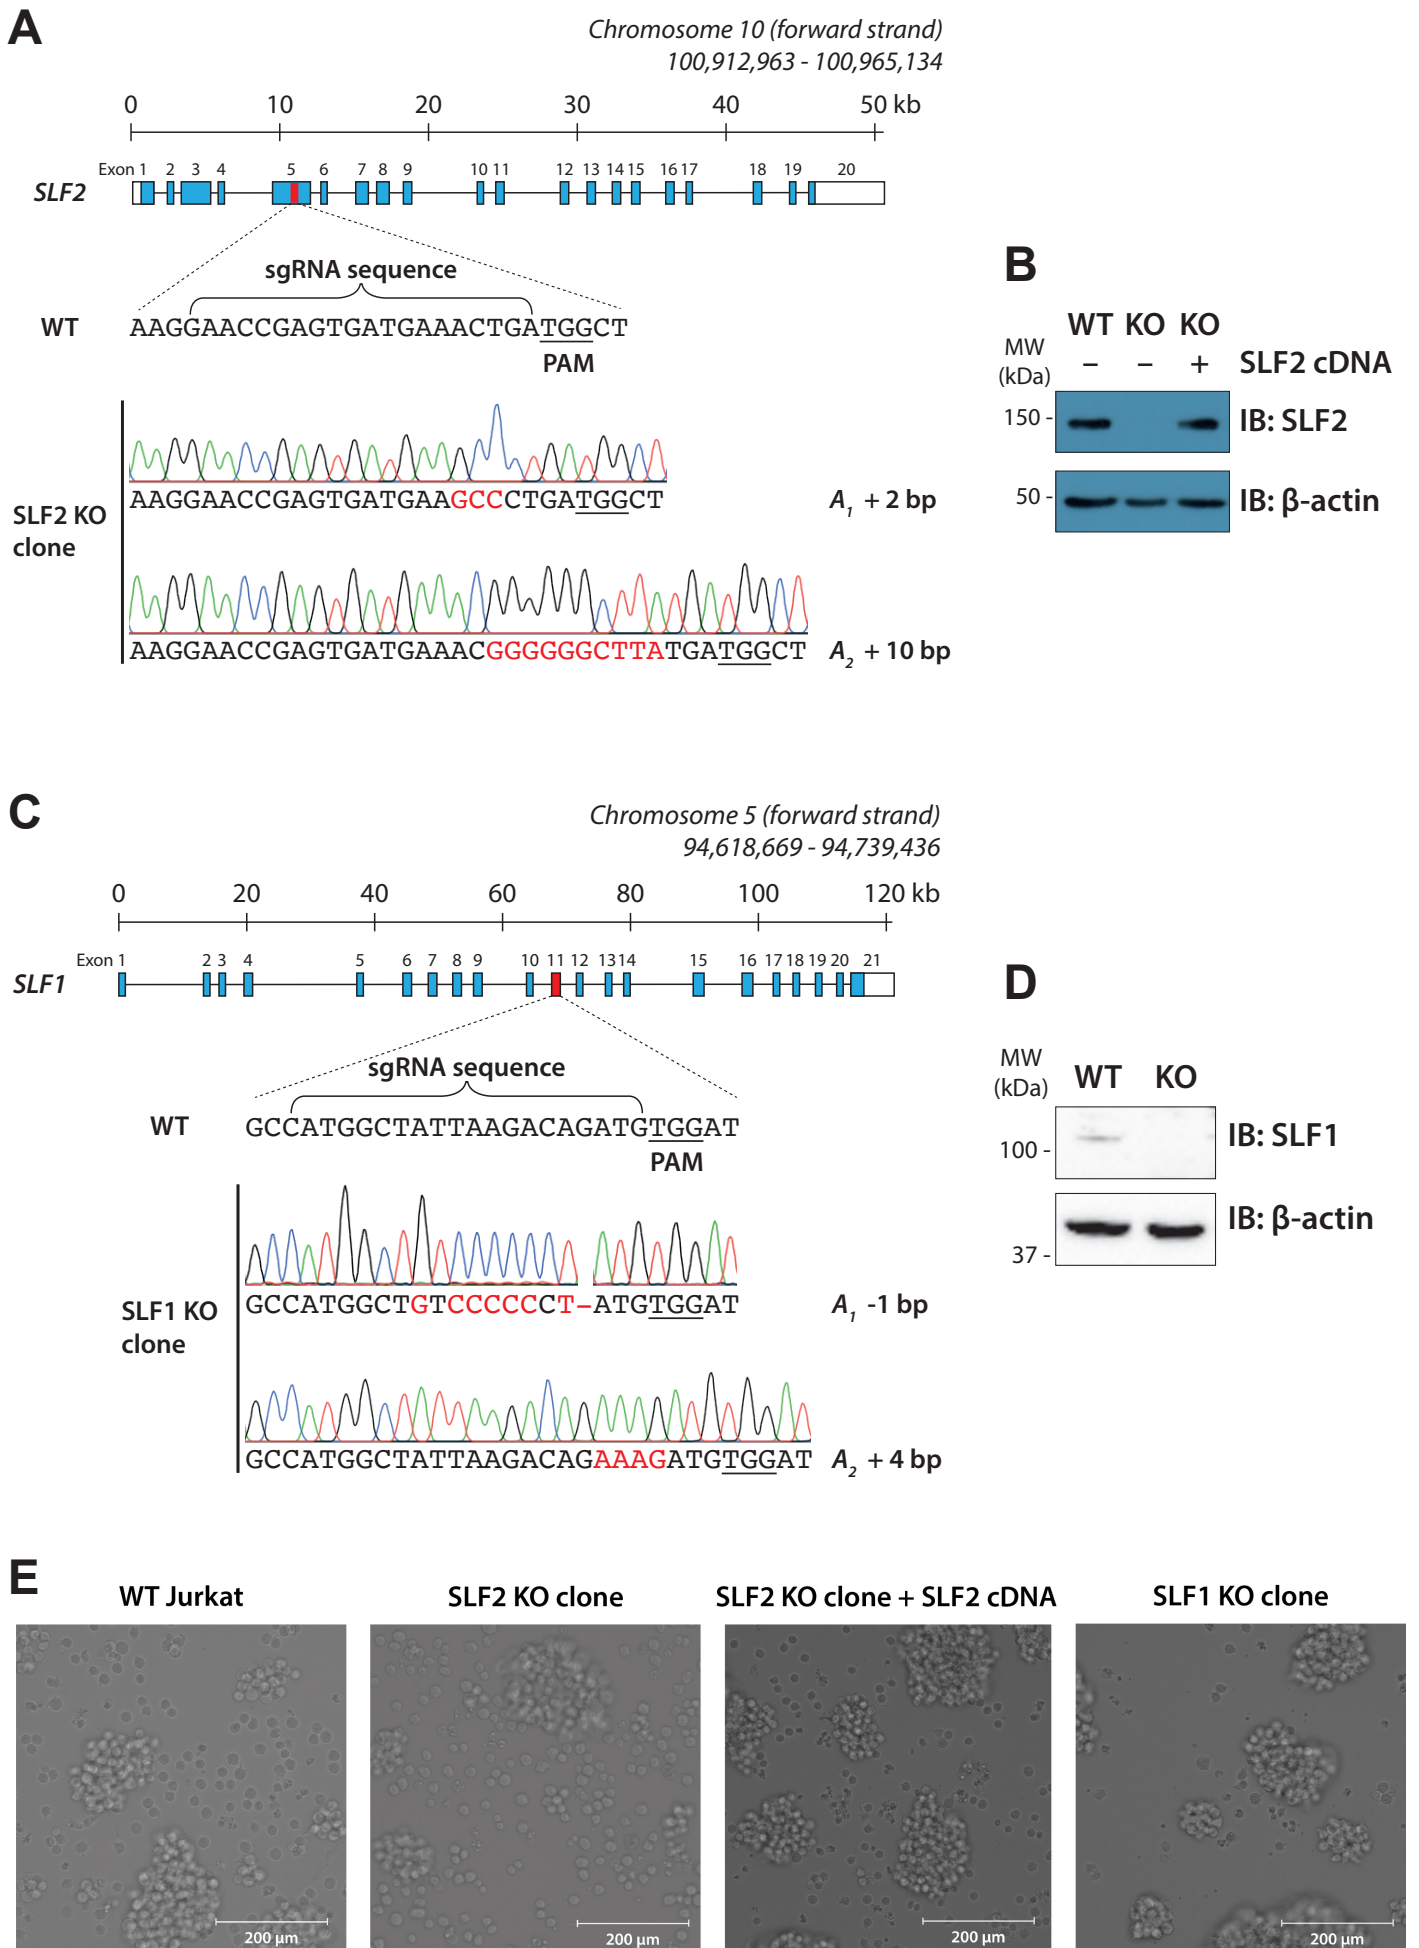 A
Chromosome 10 (forward strand)
100,912,963 - 100,965,134
0 10 20 30 40 50 kb
Exon 1 2 3 4 5 6 7 8 9 10 11 12 13 14 15 16 17 18 19 20
SLF2
sgRNA sequence
WT AAGGAACCGAGTGATGAAACTGATGGCT
PAM
SLF2 KO clone
AAGGAACCGAGTGATGAAGCCCTGATGGCT A1 + 2 bp
AAGGAACCGAGTGATGAAACGGGGGGCTTATGATGGCT A2 + 10 bp
B
WT KO KO
MW (kDa)
– – + SLF2 cDNA
150 - IB: SLF2
50 - IB: β-actin
C
Chromosome 5 (forward strand)
94,618,669 - 94,739,436
0 20 40 60 80 100 120 kb
Exon 1 2 3 4 5 6 7 8 9 10 11 12 13 14 15 16 17 18 19 20 21
SLF1
sgRNA sequence
WT GCCATGGCTATTAAGACAGATGTGGAT
PAM
SLF1 KO clone
GCCATGGCTGTCCCCCCT–ATGTGGAT A1 -1 bp
GCCATGGCTATTAAGACAGAAAGATGTGGAT A2 + 4 bp
D
MW (kDa)
WT KO
100 - IB: SLF1
IB: β-actin
37 -
E
WT Jurkat
SLF2 KO clone
SLF2 KO clone + SLF2 cDNA
SLF1 KO clone
200 µm
200 µm
200 µm
200 µm